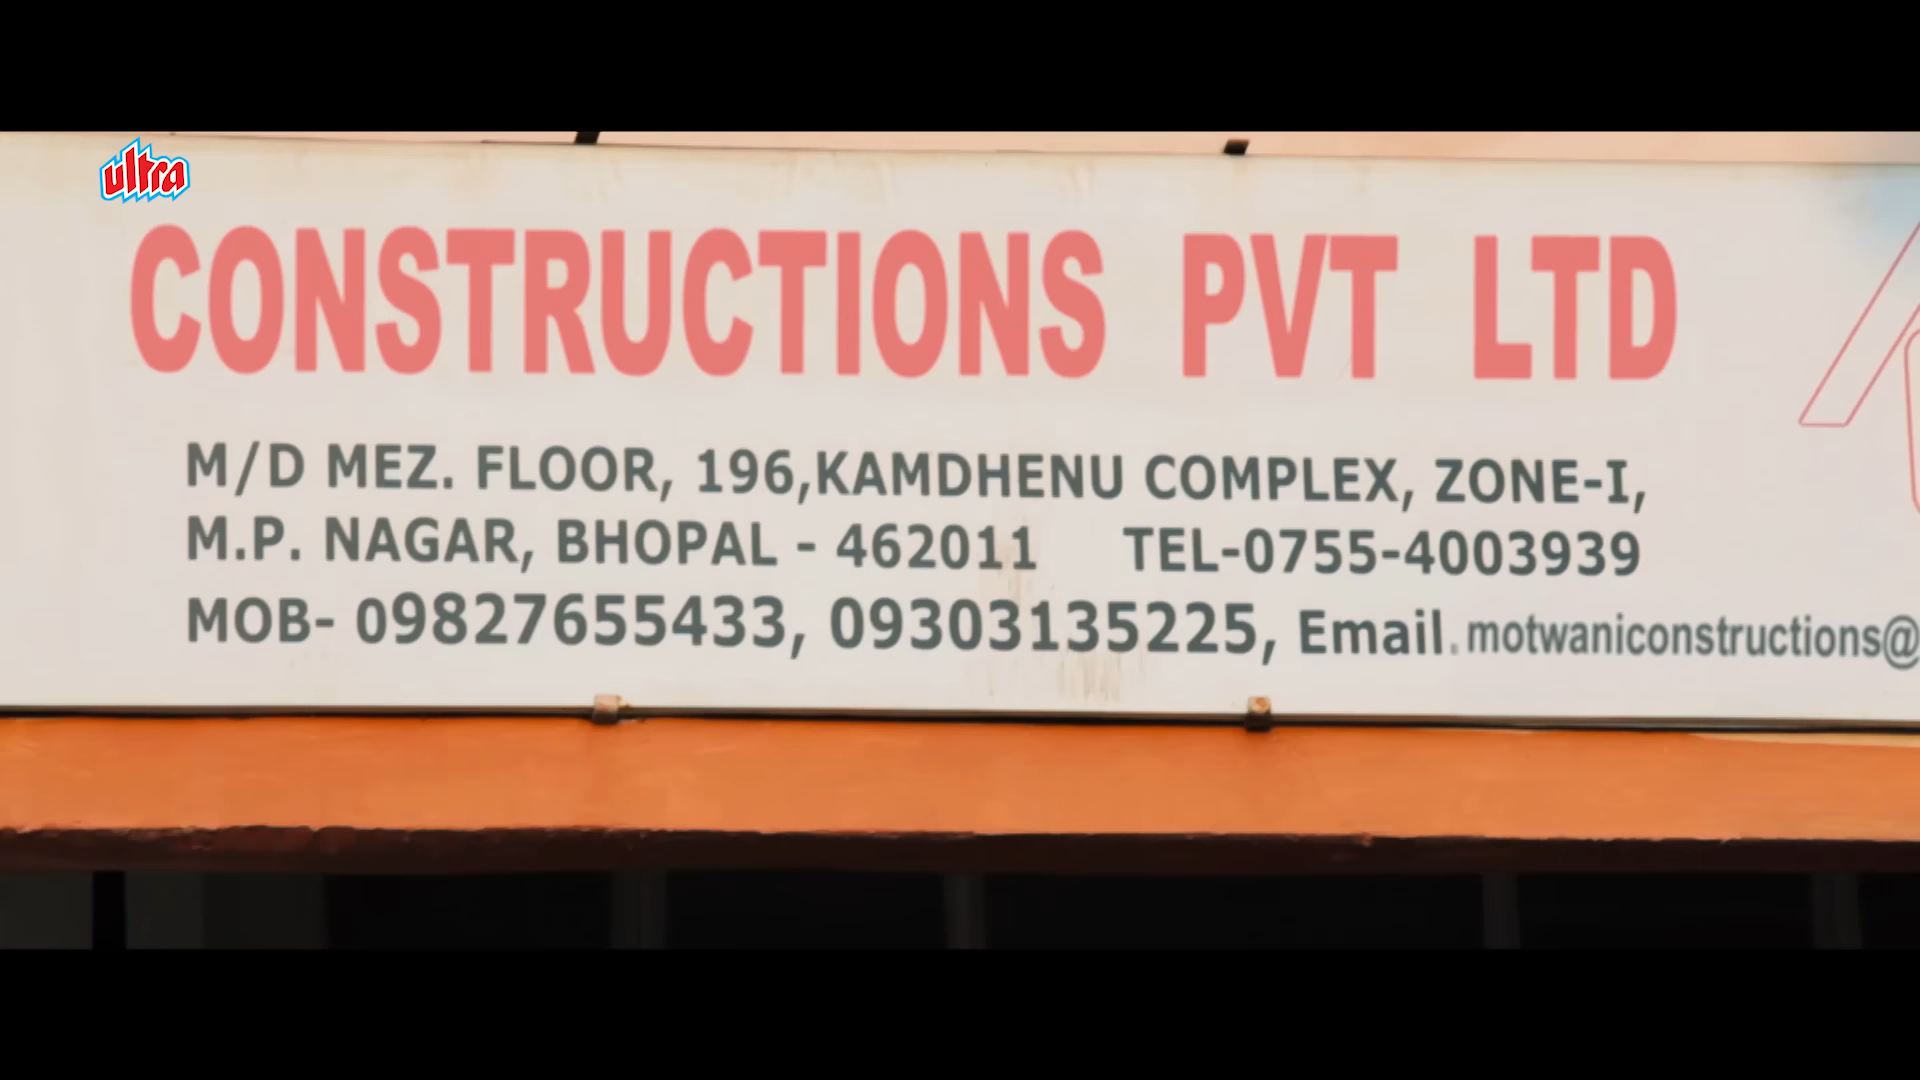 ultra
CONSTRUCTIONS PVT LTD
M/D MEZ. FLOOR, 196,KAMDHENU COMPLEX, ZONE-I,
M.P. NAGAR, BHOPAL - 462011 TEL-0755-4003939
MOB- 09827655433, 09303135225, Email. motwaniconstructions@